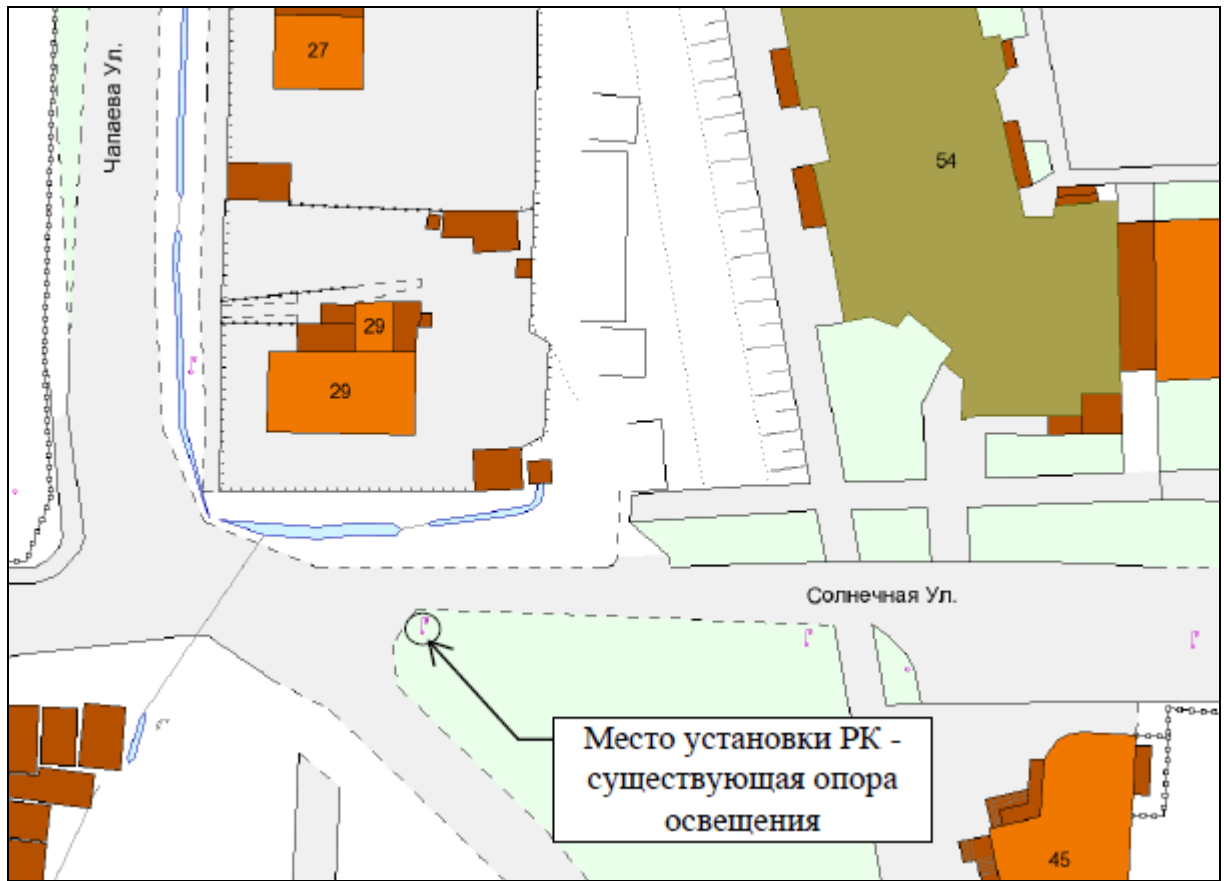 Чапаева Ул.
27
54
29
29
Солнечная Ул.
Место установки РК -
существующая опора
освещения
45